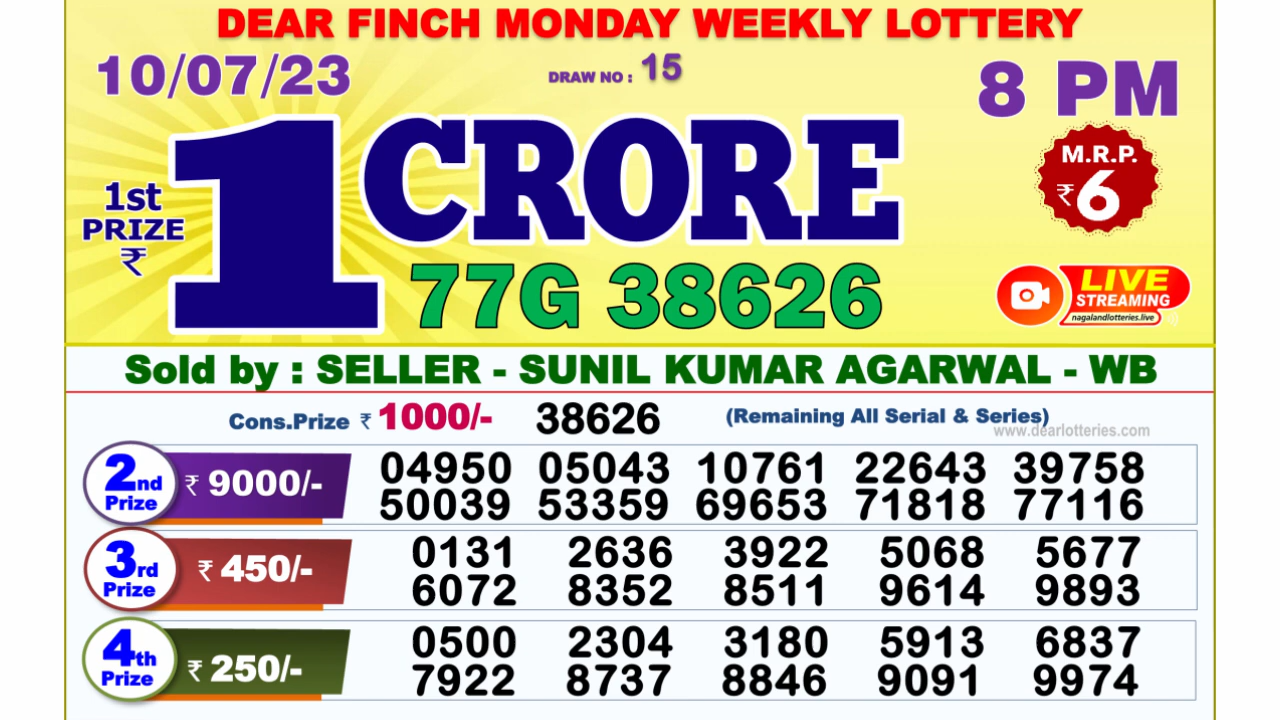 DEAR FINCH MONDAY WEEKLY LOTTERY
10/07/23
DRAW NO : 15
8 PM
M.R.P.
₹ 6
1st
PRIZE
₹
1 CRORE
77G 38626
LIVE
STREAMING
nagalandlotteries.live
Sold by : SELLER - SUNIL KUMAR AGARWAL - WB
Cons.Prize ₹ 1000/- 38626 (Remaining All Serial & Series)
www.dearlotteries.com
2nd Prize ₹ 9000/-
04950 05043 10761 22643 39758
50039 53359 69653 71818 77116
3rd Prize ₹ 450/-
0131 2636 3922 5068 5677
6072 8352 8511 9614 9893
4th Prize ₹ 250/-
0500 2304 3180 5913 6837
7922 8737 8846 9091 9974